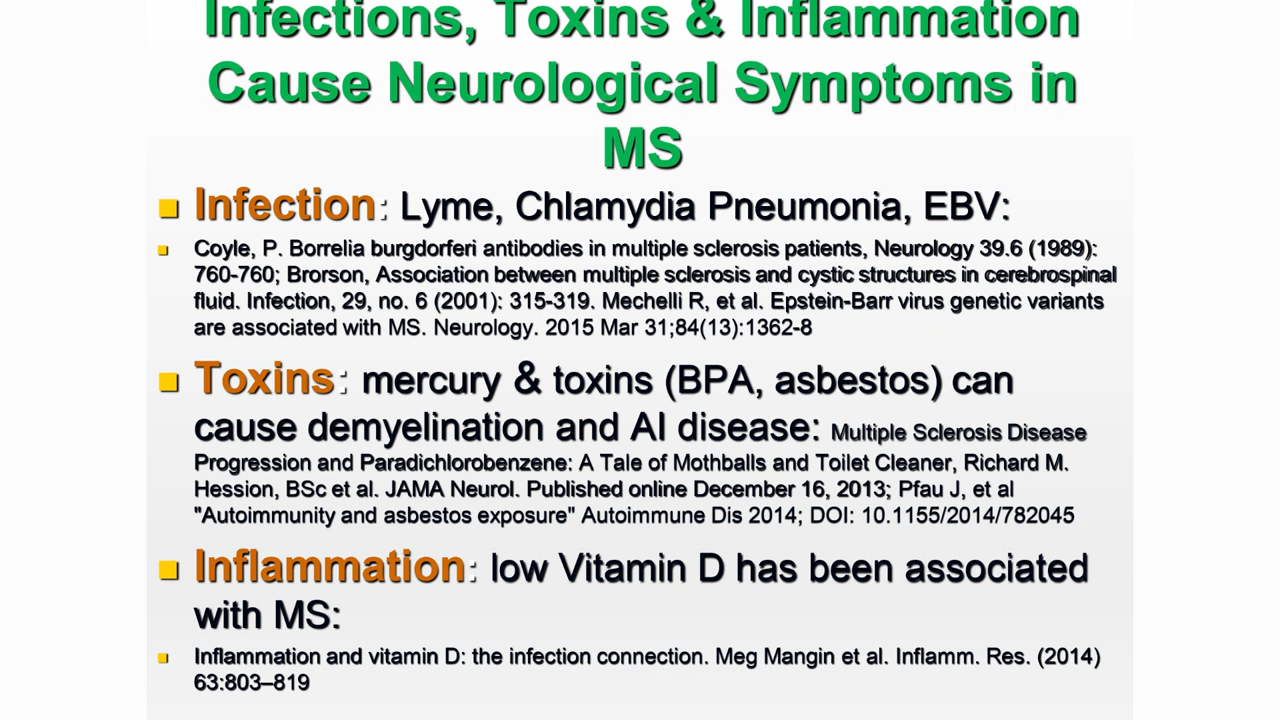 Infections, Toxins & Inflammation
Cause Neurological Symptoms in
MS
Infection: Lyme, Chlamydia Pneumonia, EBV:
Coyle, P. Borrelia burgdorferi antibodies in multiple sclerosis patients, Neurology 39.6 (1989):
760-760; Brorson, Association between multiple sclerosis and cystic structures in cerebrospinal
fluid. Infection, 29, no. 6 (2001): 315-319. Mechelli R, et al. Epstein-Barr virus genetic variants
are associated with MS. Neurology. 2015 Mar 31;84(13):1362-8
Toxins: mercury & toxins (BPA, asbestos) can
cause demyelination and AI disease: Multiple Sclerosis Disease
Progression and Paradichlorobenzene: A Tale of Mothballs and Toilet Cleaner, Richard M.
Hession, BSc et al. JAMA Neurol. Published online December 16, 2013; Pfau J, et al
"Autoimmunity and asbestos exposure" Autoimmune Dis 2014; DOI: 10.1155/2014/782045
Inflammation: low Vitamin D has been associated
with MS:
Inflammation and vitamin D: the infection connection. Meg Mangin et al. Inflamm. Res. (2014)
63:803–819